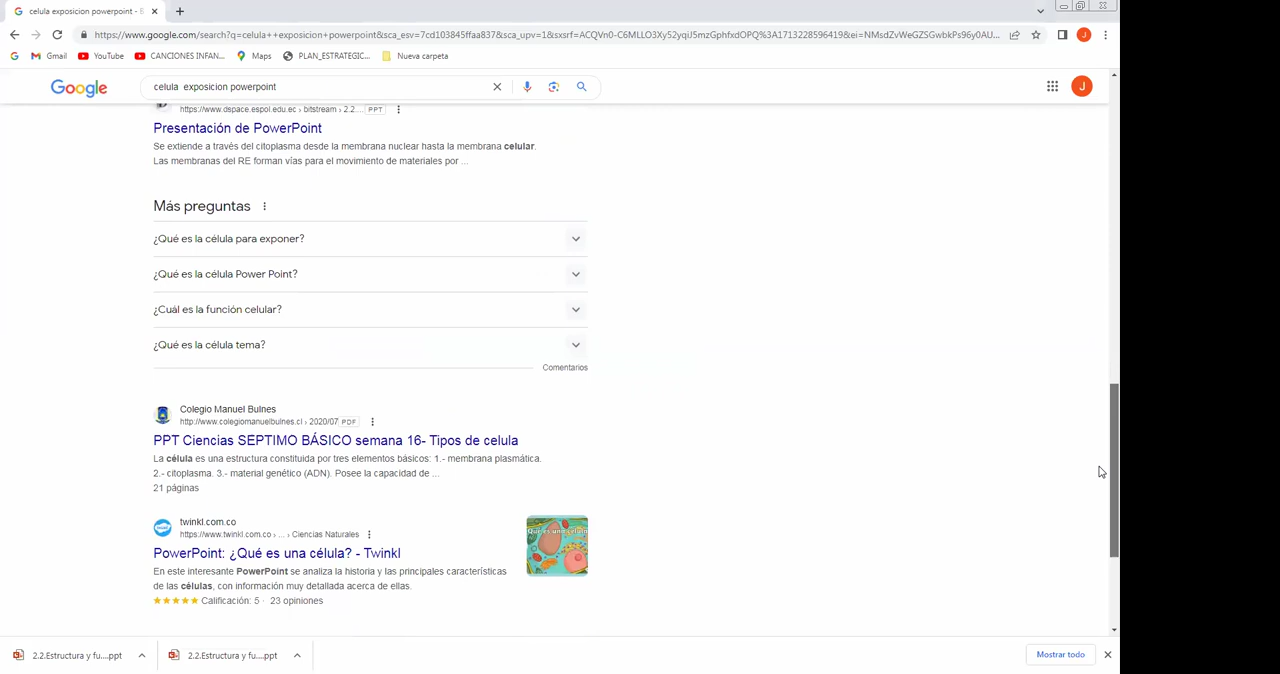 celula exposicion powerpoint - B
https://www.google.com/search?q=celula++exposicion+powerpoint&sca_esv=7cd103845ffaa837&sca_upv=1&sxsrf=ACQVn0-C6MLLO3Xy52yqiJ5mzGphfxdOPQ%3A1713228596419&ei=NMsdZvWeGZSGwbkPs96y0AU...
Gmail
YouTube
CANCIONES INFAN...
Maps
PLAN_ESTRATEGIC...
Nueva carpeta
J
Google
celula exposicion powerpoint
J
https://www.dspace.espol.edu.ec › bitstream › 2.2.... PPT
Presentación de PowerPoint
Se extiende a través del citoplasma desde la membrana nuclear hasta la membrana celular.
Las membranas del RE forman vías para el movimiento de materiales por ...
Más preguntas
¿Qué es la célula para exponer?
¿Qué es la célula Power Point?
¿Cuál es la función celular?
¿Qué es la célula tema?
Comentarios
Colegio Manuel Bulnes
http://www.colegiomanuelbulnes.cl › 2020/07 PDF
PPT Ciencias SEPTIMO BÁSICO semana 16- Tipos de celula
La célula es una estructura constituida por tres elementos básicos: 1.- membrana plasmática.
2.- citoplasma. 3.- material genético (ADN). Posee la capacidad de ...
21 páginas
twinkl.com.co
https://www.twinkl.com.co › ... › Ciencias Naturales
PowerPoint: ¿Qué es una célula? - Twinkl
En este interesante PowerPoint se analiza la historia y las principales características
de las células, con información muy detallada acerca de ellas.
Calificación: 5 · 23 opiniones
Qué es una célula
2.2.Estructura y fu....ppt
2.2.Estructura y fu....ppt
Mostrar todo